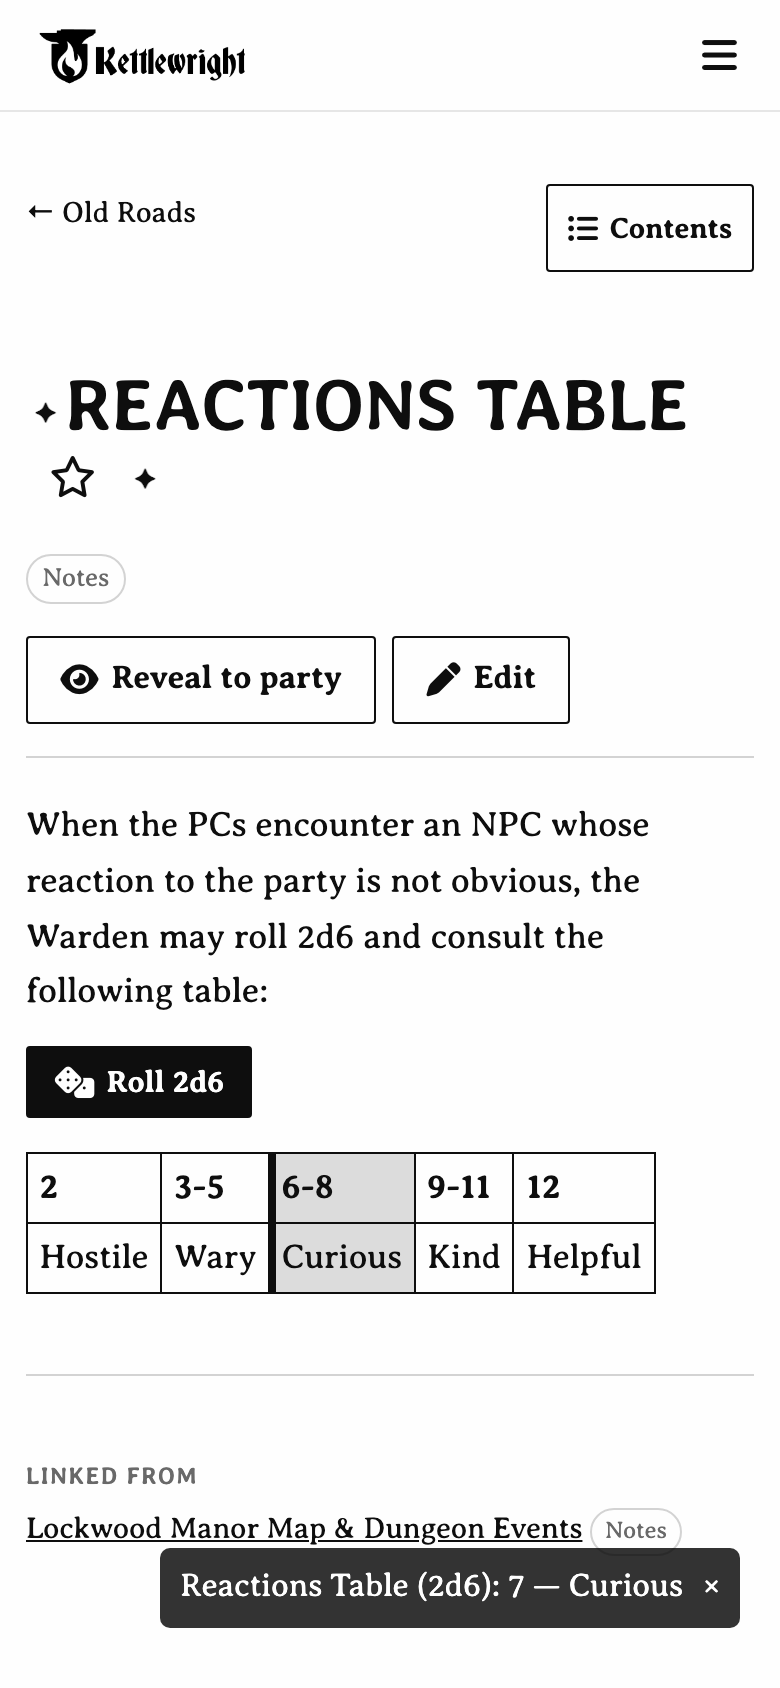 Kettlewright
← Old Roads
Contents
REACTIONS TABLE
Notes
Reveal to party
Edit
When the PCs encounter an NPC whose
reaction to the party is not obvious, the
Warden may roll 2d6 and consult the
following table:
Roll 2d6
2 3-5 6-8 9-11 12
Hostile Wary Curious Kind Helpful
LINKED FROM
Lockwood Manor Map & Dungeon Events Notes
Reactions Table (2d6): 7 — Curious ×